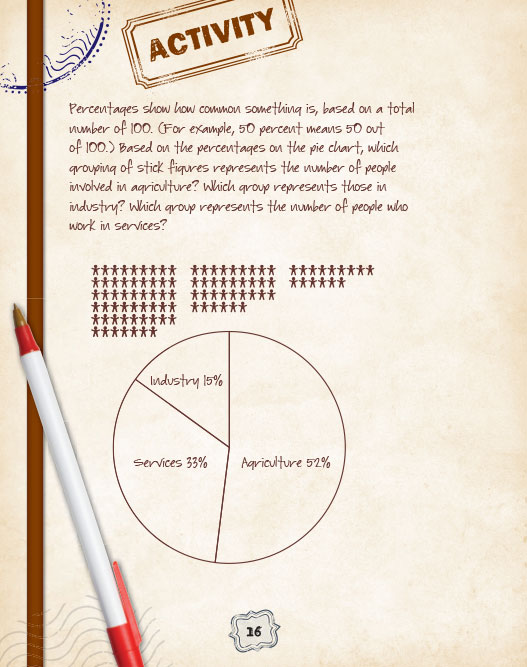 ACTIVITY
Percentages show how common something is, based on a total
number of 100. (For example, 50 percent means 50 out
of 100.) Based on the percentages on the pie chart, which
grouping of stick figures represents the number of people
involved in agriculture? Which group represents those in
industry? Which group represents the number of people who
work in services?
Industry 15%
Services 33%
Agriculture 52%
16